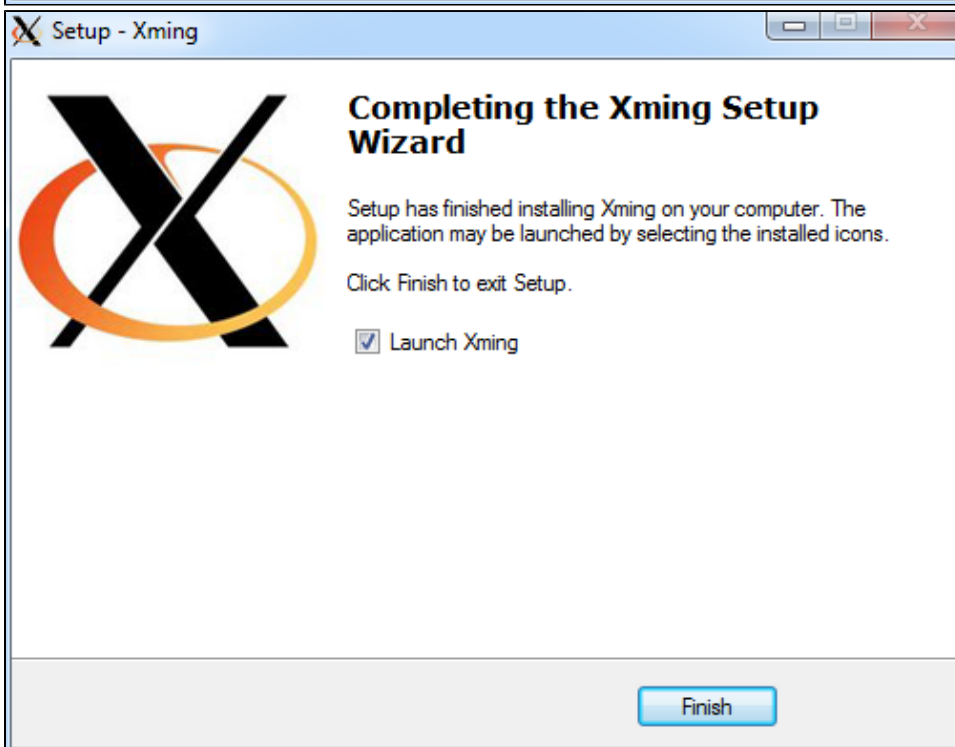 Setup - Xming
Completing the Xming Setup
Wizard
Setup has finished installing Xming on your computer. The
application may be launched by selecting the installed icons.
Click Finish to exit Setup.
Launch Xming
Finish